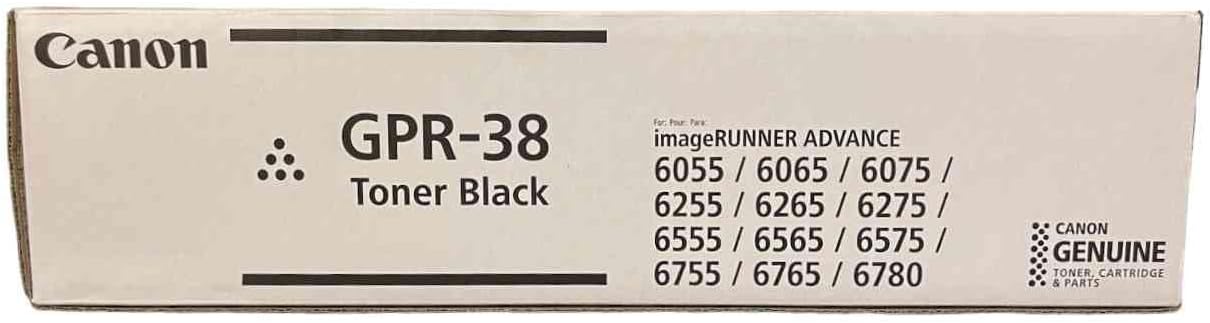 Canon
GPR-38
Toner Black
For: Pour: Para:
imageRUNNER ADVANCE
6055 / 6065 / 6075 /
6255 / 6265 / 6275 /
6555 / 6565 / 6575 /
6755 / 6765 / 6780
CANON
GENUINE
TONER, CARTRIDGE
& PARTS